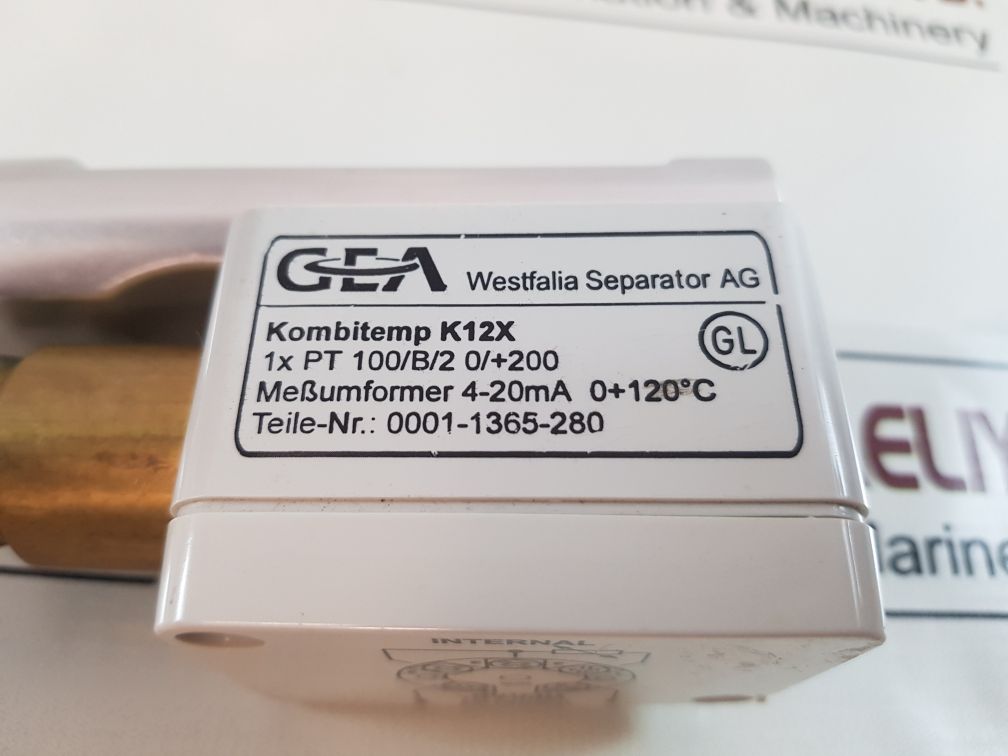 & Machinery
GEA Westfalia Separator AG
Kombitemp K12X
GL
1x PT 100/B/2 0/+200
Meßumformer 4-20mA 0+120°C
Teile-Nr.: 0001-1365-280
INTERNAL